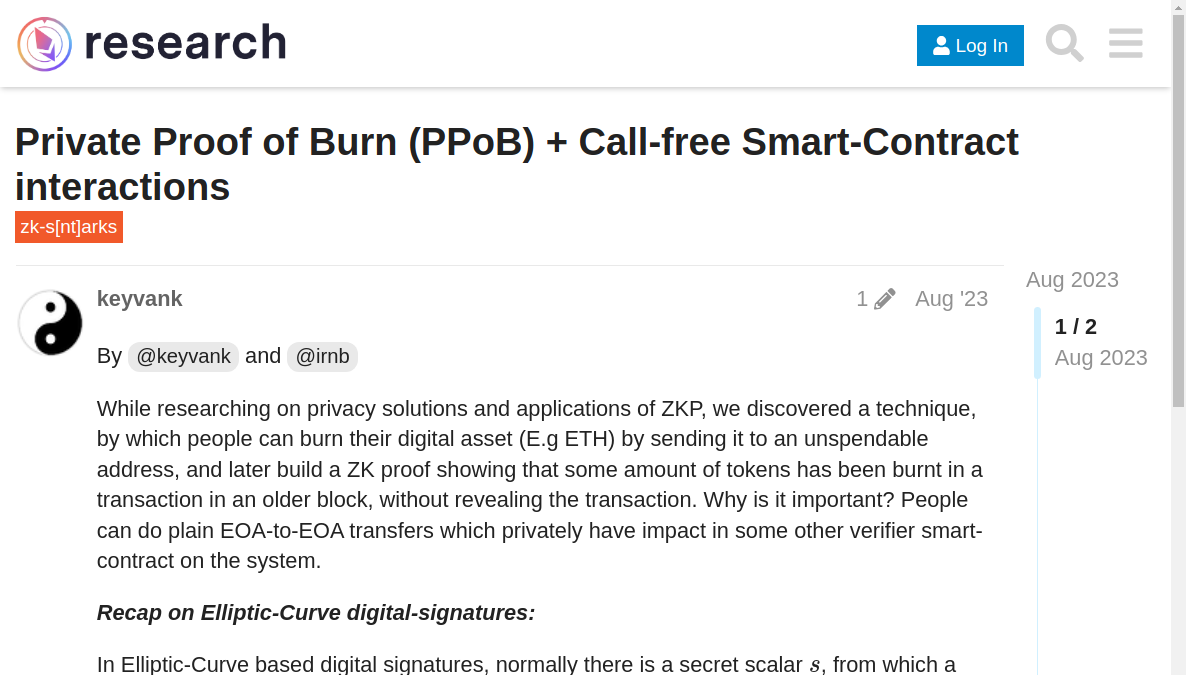 research
Log In
Private Proof of Burn (PPoB) + Call-free Smart-Contract
interactions
zk-s[nt]arks
keyvank
1
Aug '23
Aug 2023
1 / 2
Aug 2023
By @keyvank and @irnb
While researching on privacy solutions and applications of ZKP, we discovered a technique,
by which people can burn their digital asset (E.g ETH) by sending it to an unspendable
address, and later build a ZK proof showing that some amount of tokens has been burnt in a
transaction in an older block, without revealing the transaction. Why is it important? People
can do plain EOA-to-EOA transfers which privately have impact in some other verifier smart-
contract on the system.
Recap on Elliptic-Curve digital-signatures:
In Elliptic-Curve based digital signatures, normally there is a secret scalar s, from which a